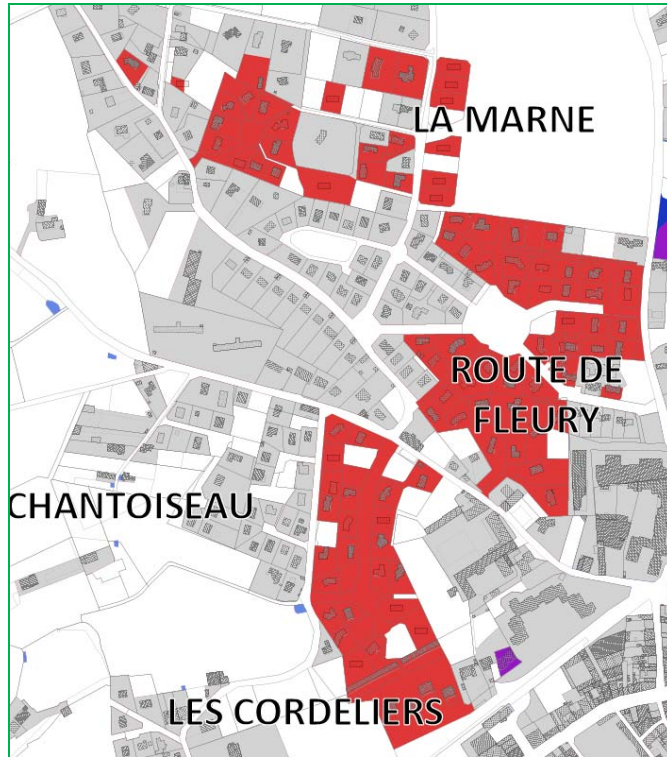 LA MARNE
ROUTE DE
FLEURY
CHANTOISEAU
LES CORDELIERS